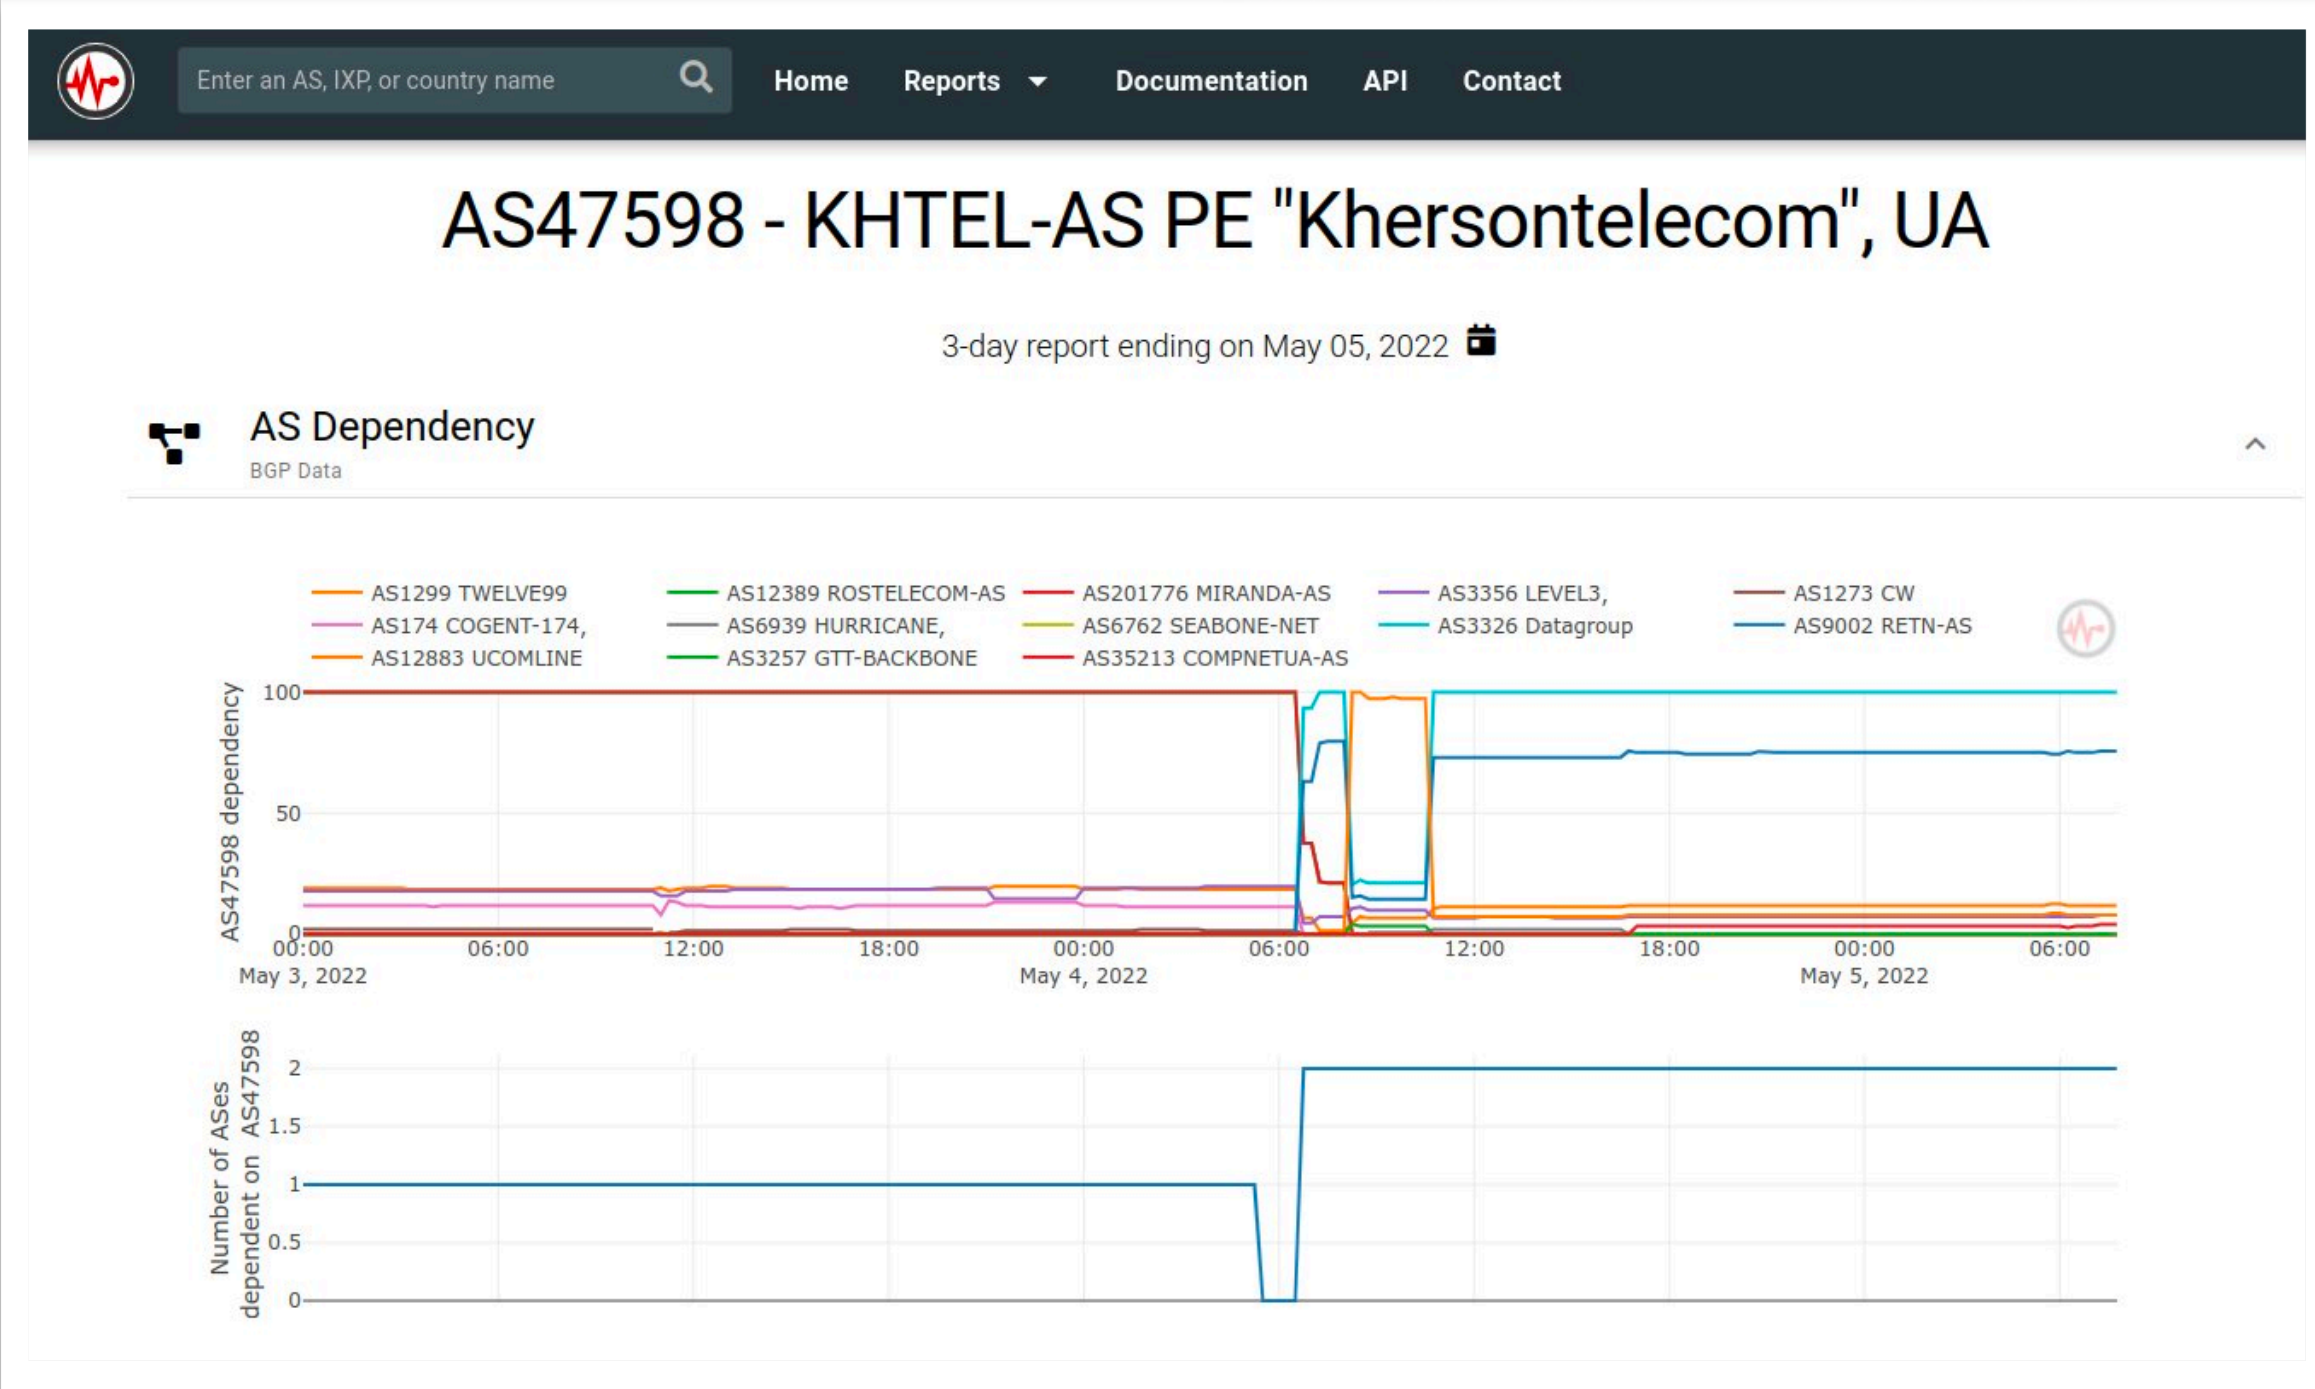 Enter an AS, IXP, or country name Home Reports Documentation API Contact
AS47598 - KHTEL-AS PE "Khersontelecom", UA
3-day report ending on May 05, 2022
AS Dependency
BGP Data
AS1299 TWELVE99 AS12389 ROSTELECOM-AS AS201776 MIRANDA-AS AS3356 LEVEL3, AS1273 CW
AS174 COGENT-174, AS6939 HURRICANE, AS6762 SEABONE-NET AS3326 Datagroup AS9002 RETN-AS
AS12883 UCOMLINE AS3257 GTT-BACKBONE AS35213 COMPNETUA-AS
AS47598 dependency
100
50
0
00:00 06:00 12:00 18:00 00:00 06:00 12:00 18:00 00:00 06:00
May 3, 2022 May 4, 2022 May 5, 2022
Number of ASes
dependent on AS47598
2
1.5
1
0.5
0